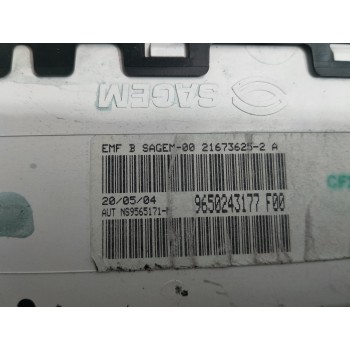 SAGEM
EMF B SAGEM-00 21673625-2 A
20/05/04
9650243177 F00
AUT NS9565171-